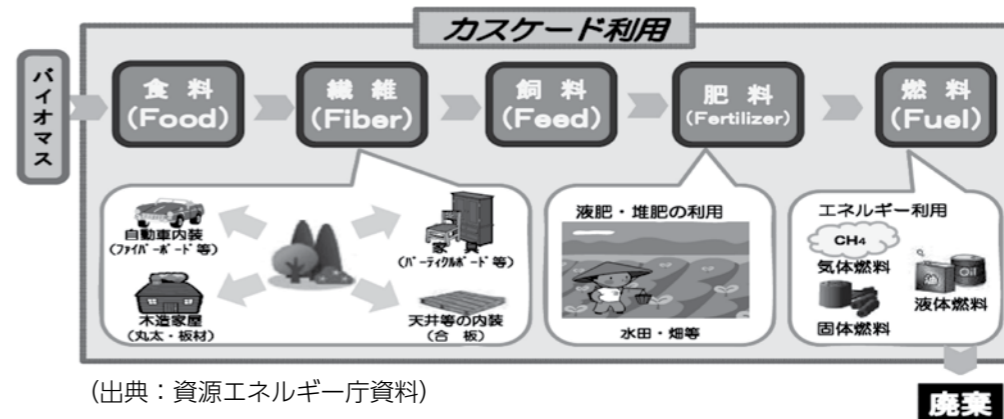 カスケード利用
バイオマス
食料
(Food)
繊維
(Fiber)
飼料
(Feed)
肥料
(Fertilizer)
燃料
(Fuel)
自動車内装
(ファイバーボード等)
家具
(パーティクルボード等)
木造家屋
(丸太・板材)
天井等の内装
(合板)
液肥・堆肥の利用
水田・畑等
エネルギー利用
CH4
気体燃料
Oil
液体燃料
固体燃料
(出典:資源エネルギー庁資料)
廃棄